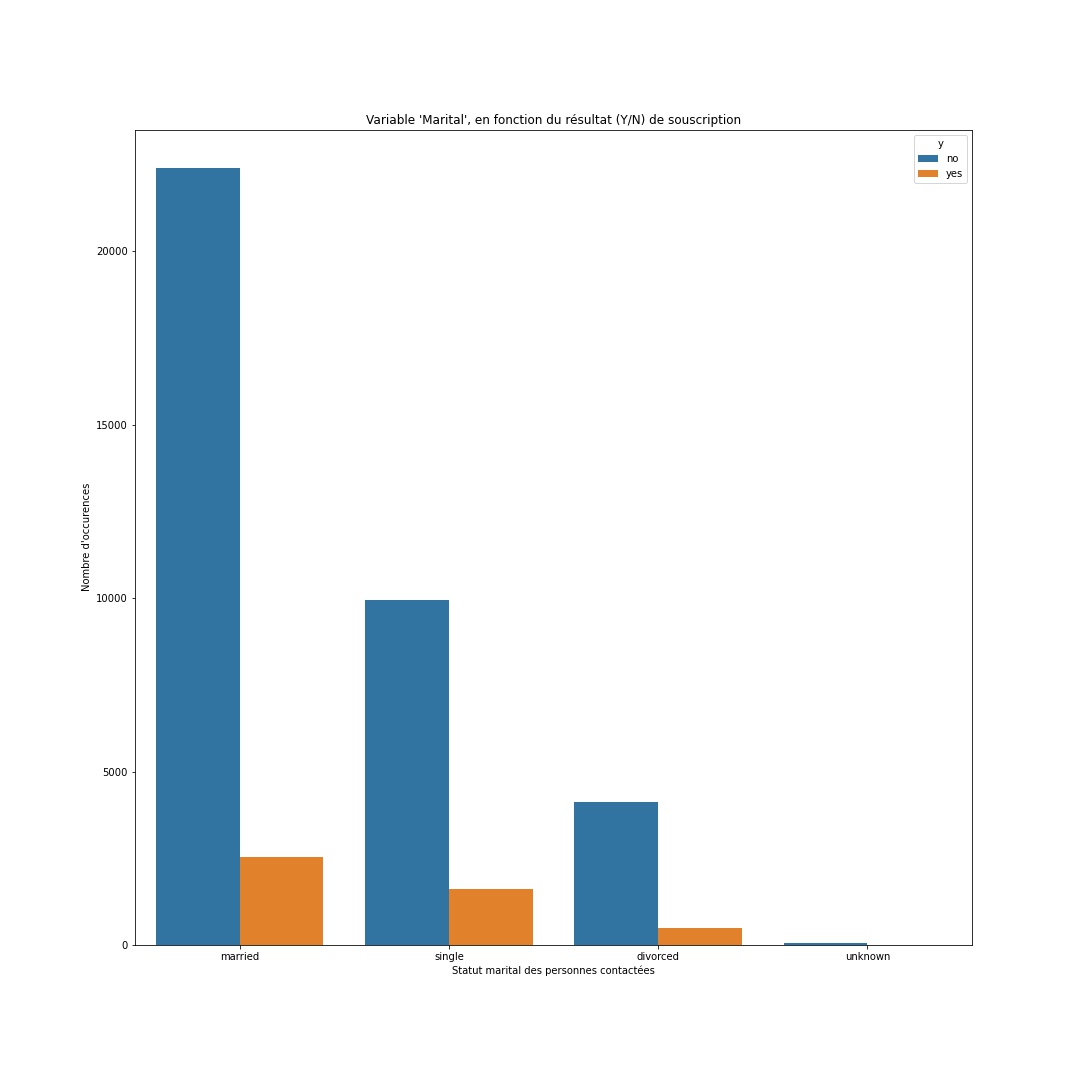 Variable 'Marital', en fonction du résultat (Y/N) de souscription
y
no
yes
20000
15000
10000
5000
0
Nombre d'occurences
married single divorced unknown
Statut marital des personnes contactées